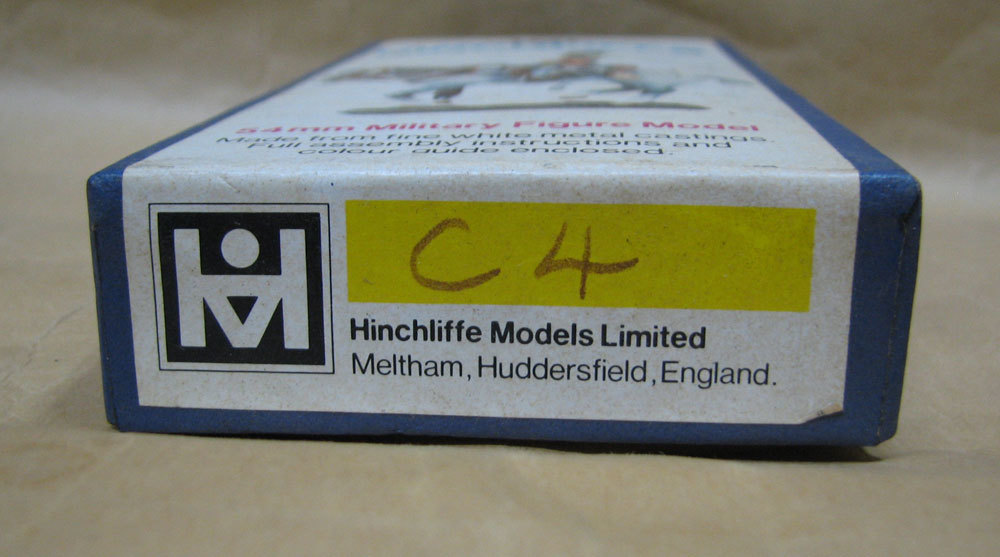 54mm Military Figure Model
Made from fine white metal castings.
Full assembly instructions and
colour guide enclosed.
HM
C4
Hinchliffe Models Limited
Meltham, Huddersfield, England.